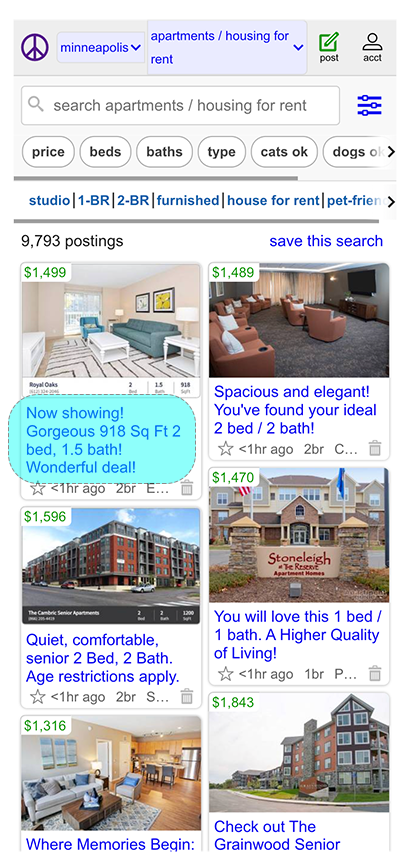 minneapolis
apartments / housing for
rent
post
acct
search apartments / housing for rent
price
beds
baths
type
cats ok
dogs ok
studio
1-BR
2-BR
furnished
house for rent
pet-frien
9,793 postings
save this search
$1,499
Royal Oaks
2
1.5
918
Bed
Bath
SqFt
Now showing!
Gorgeous 918 Sq Ft 2
bed, 1.5 bath!
Wonderful deal!
<1hr ago 2br E...
$1,489
Spacious and elegant!
You've found your ideal
2 bed / 2 bath!
<1hr ago 2br C...
$1,596
The Cambric Senior Apartments
2
2
1200
Quiet, comfortable,
senior 2 Bed, 2 Bath.
Age restrictions apply.
<1hr ago 2br S...
$1,470
Stoneleigh
AT THE RESERVE
Apartment Homes
You will love this 1 bed /
1 bath. A Higher Quality
of Living!
<1hr ago 1br P...
$1,316
Where Memories Begin:
$1,843
Check out The
Grainwood Senior